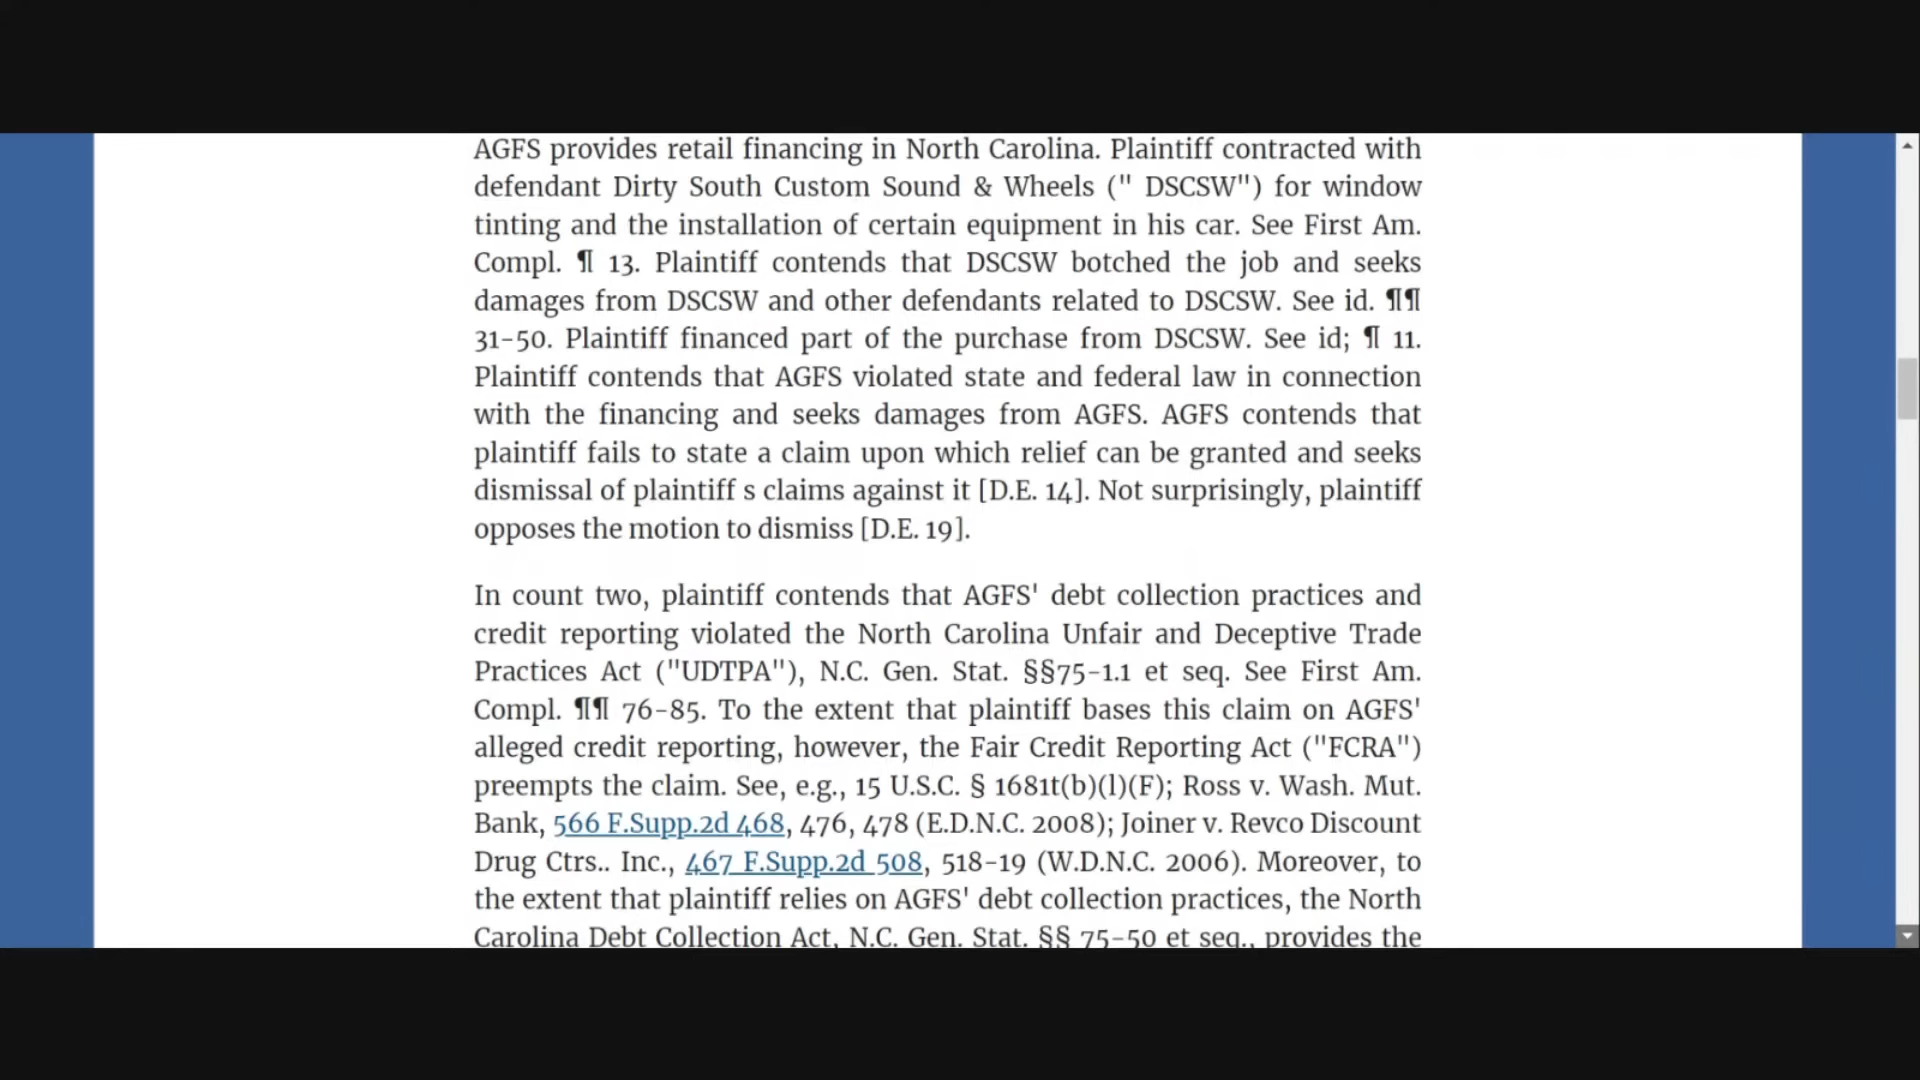 AGFS provides retail financing in North Carolina. Plaintiff contracted with
defendant Dirty South Custom Sound & Wheels (" DSCSW") for window
tinting and the installation of certain equipment in his car. See First Am.
Compl. ¶ 13. Plaintiff contends that DSCSW botched the job and seeks
damages from DSCSW and other defendants related to DSCSW. See id. ¶¶
31-50. Plaintiff financed part of the purchase from DSCSW. See id; ¶ 11.
Plaintiff contends that AGFS violated state and federal law in connection
with the financing and seeks damages from AGFS. AGFS contends that
plaintiff fails to state a claim upon which relief can be granted and seeks
dismissal of plaintiff s claims against it [D.E. 14]. Not surprisingly, plaintiff
opposes the motion to dismiss [D.E. 19].
In count two, plaintiff contends that AGFS' debt collection practices and
credit reporting violated the North Carolina Unfair and Deceptive Trade
Practices Act ("UDTPA"), N.C. Gen. Stat. §§75-1.1 et seq. See First Am.
Compl. ¶¶ 76-85. To the extent that plaintiff bases this claim on AGFS'
alleged credit reporting, however, the Fair Credit Reporting Act ("FCRA")
preempts the claim. See, e.g., 15 U.S.C. § 1681t(b)(l)(F); Ross v. Wash. Mut.
Bank, 566 F.Supp.2d 468, 476, 478 (E.D.N.C. 2008); Joiner v. Revco Discount
Drug Ctrs.. Inc., 467 F.Supp.2d 508, 518-19 (W.D.N.C. 2006). Moreover, to
the extent that plaintiff relies on AGFS' debt collection practices, the North
Carolina Debt Collection Act, N.C. Gen. Stat. §§ 75-50 et seq., provides the